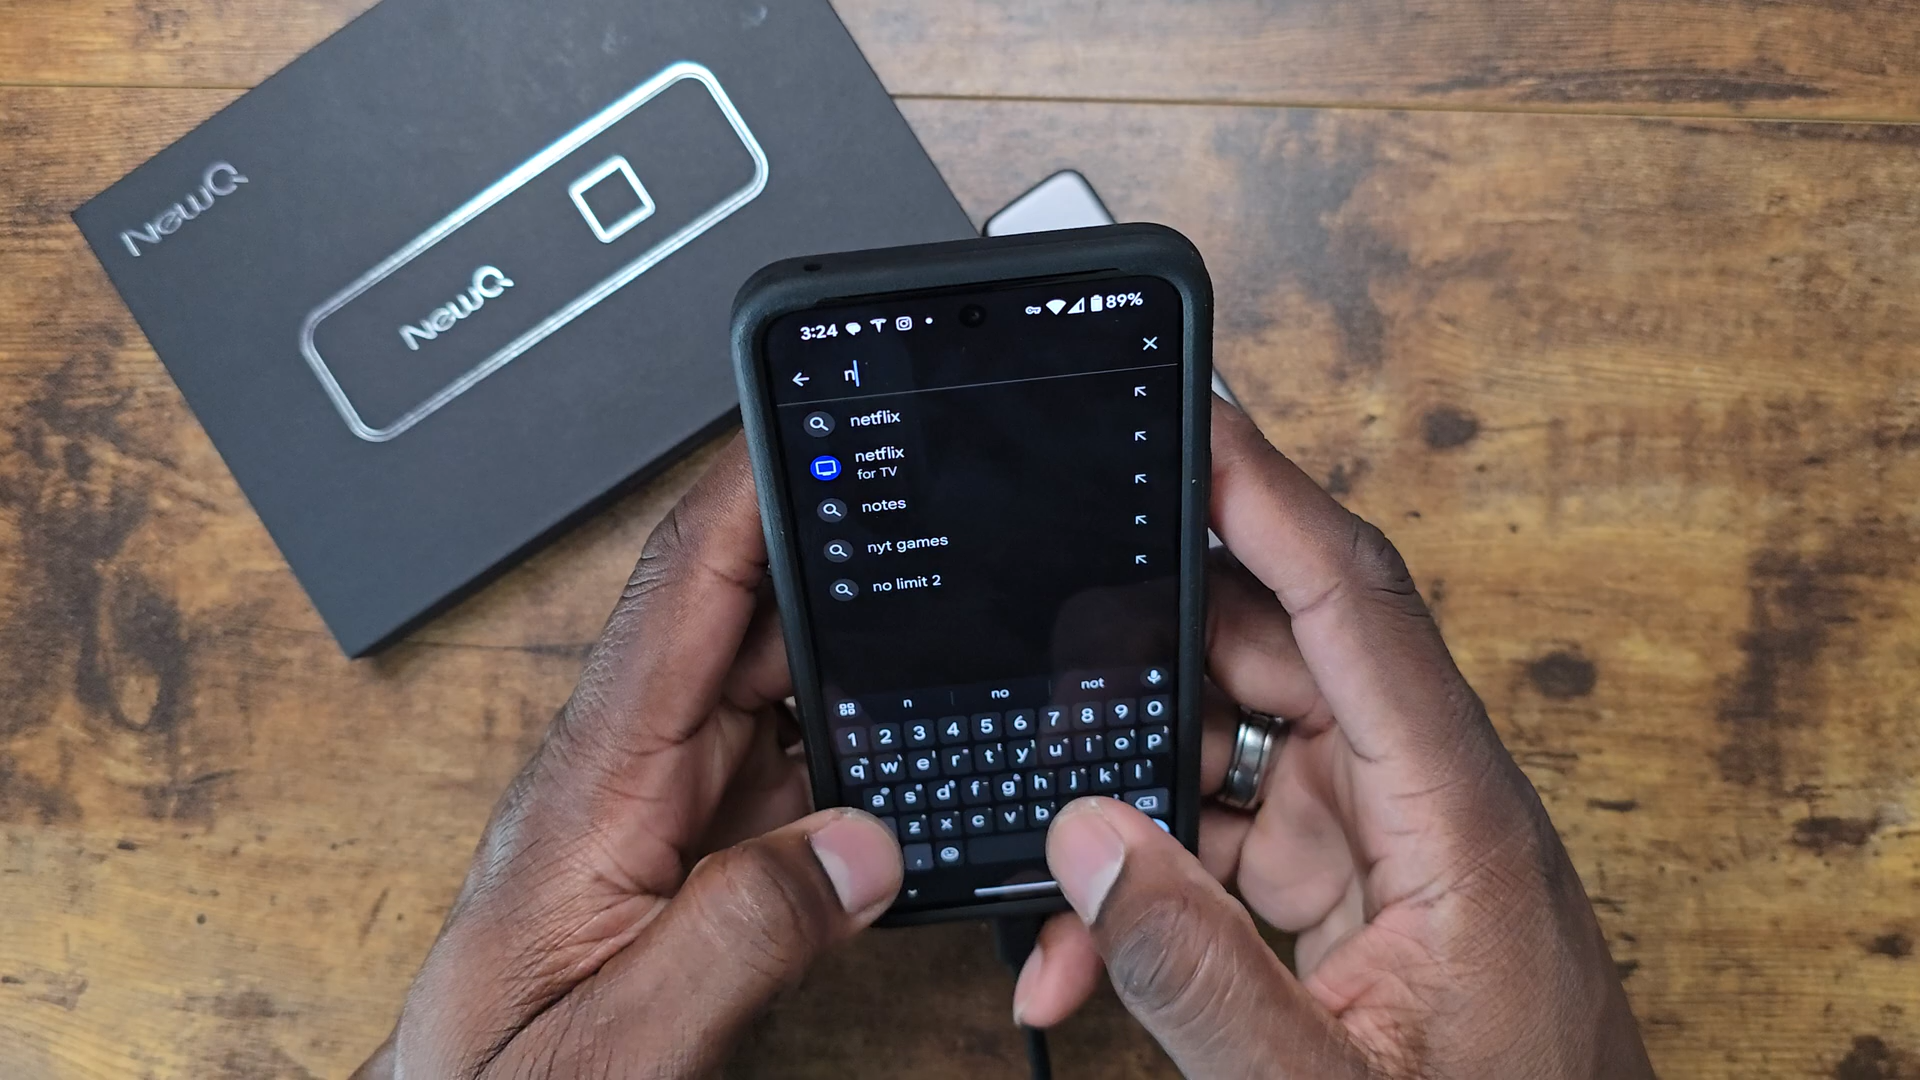 NewQ
NewQ
3:24 89%
n
netflix
netflix
for TV
notes
nyt games
no limit 2
n no not
1 2 3 4 5 6 7 8 9 0
q w e r t y u i o p
a s d f g h j k l
z x c v b
,